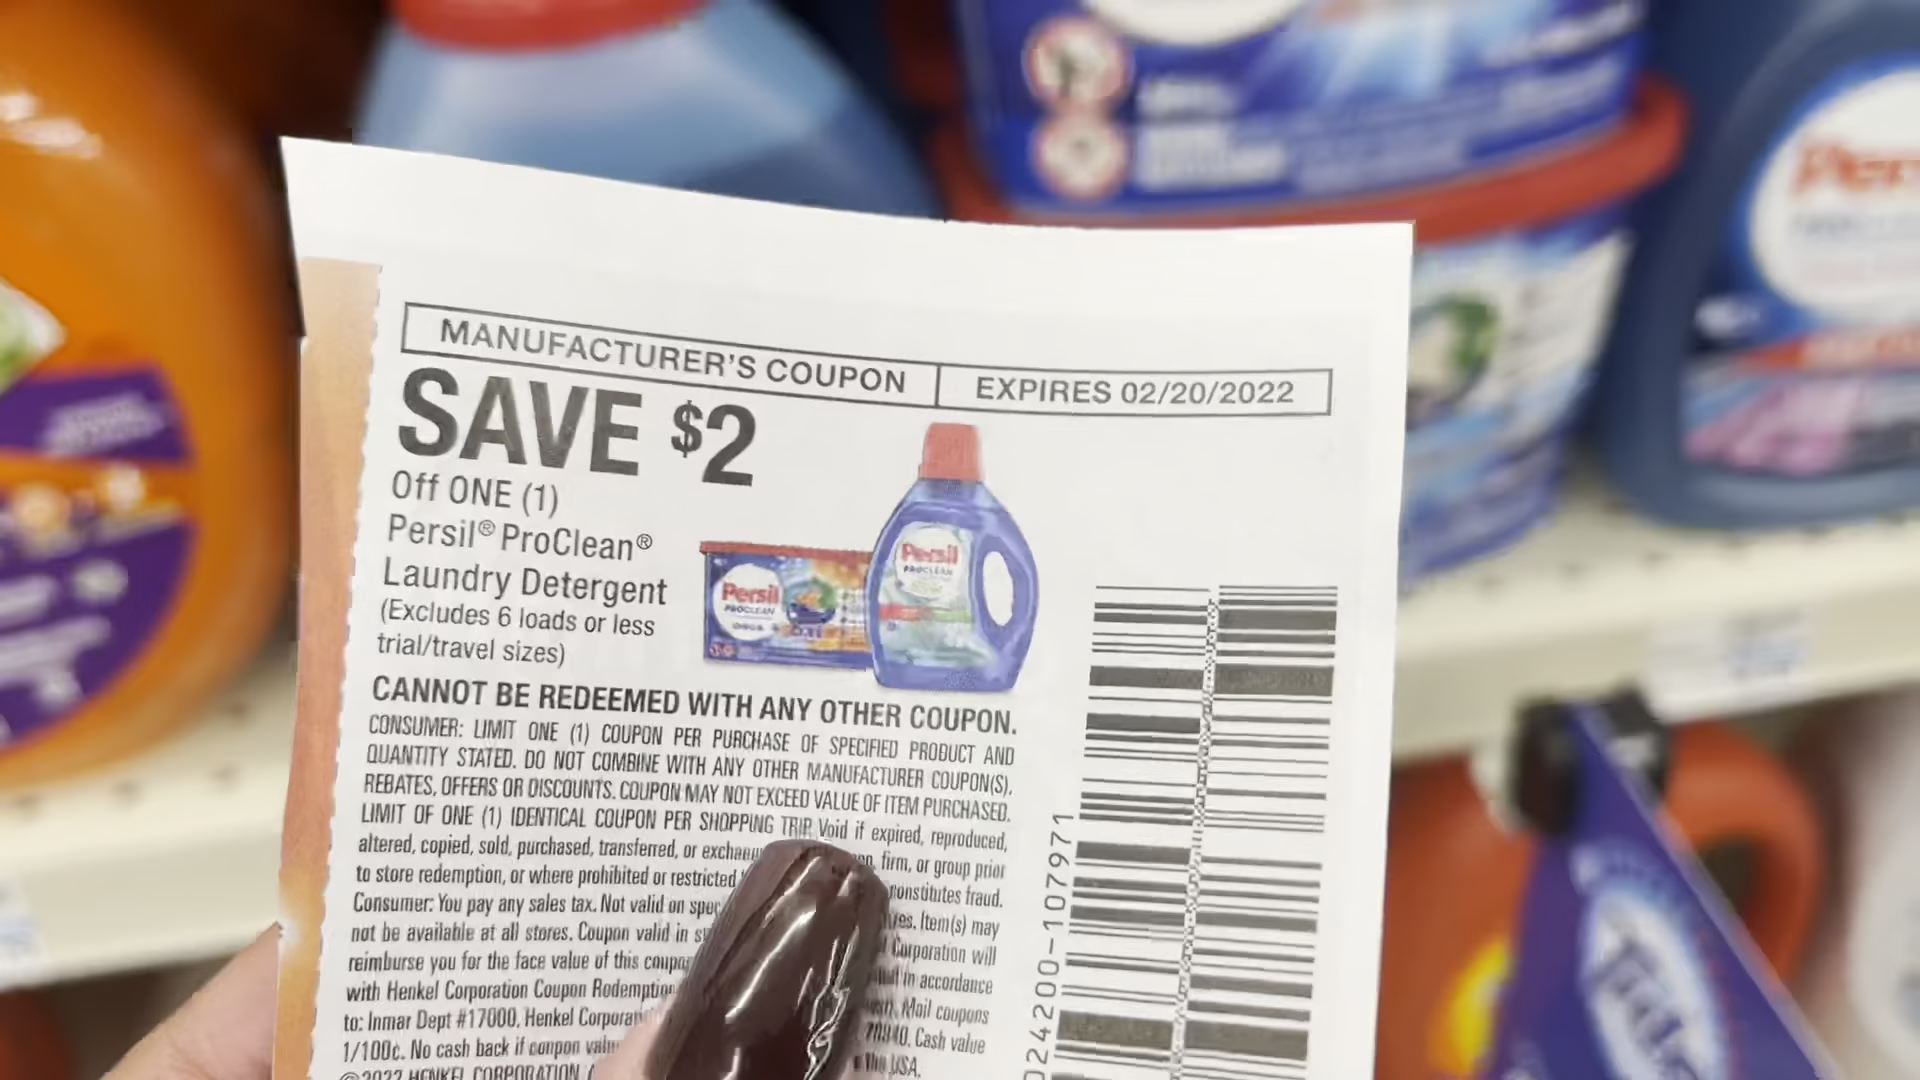 MANUFACTURER'S COUPON
EXPIRES 02/20/2022
SAVE $2
Off ONE (1)
Persil® ProClean®
Laundry Detergent
(Excludes 6 loads or less
trial/travel sizes)
Persil
PROCLEAN
Persil
PROCLEAN
CANNOT BE REDEEMED WITH ANY OTHER COUPON.
CONSUMER: LIMIT ONE (1) COUPON PER PURCHASE OF SPECIFIED PRODUCT AND
QUANTITY STATED. DO NOT COMBINE WITH ANY OTHER MANUFACTURER COUPON(S),
REBATES, OFFERS OR DISCOUNTS. COUPON MAY NOT EXCEED VALUE OF ITEM PURCHASED.
LIMIT OF ONE (1) IDENTICAL COUPON PER SHOPPING TRIP. Void if expired, reproduced,
altered, copied, sold, purchased, transferred, or firm, or group prior
to store redemption, or where prohibited or restricted constitutes fraud.
Consumer: You pay any sales tax. Not valid on Item(s) may
not be available at all stores. Coupon valid in Corporation will
reimburse you for the face value of this in accordance
with Henkel Corporation Coupon Redemption Mail coupons
to: Inmar Dept #17000, Henkel Cash value
1/100¢. No cash back if coupon USA.
©2022 HENKEL CORPORATION
024200-107971
Persil
Tide